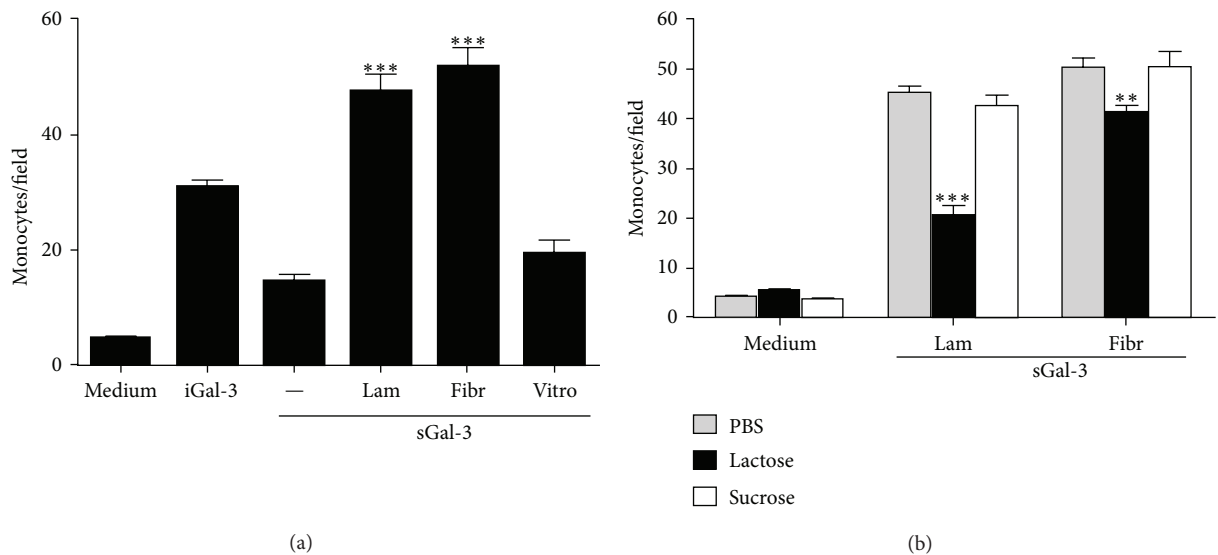 60
40
20
0
Monocytes/field
***
***
Medium
iGal-3
—
Lam
Fibr
Vitro
sGal-3
(a)
60
50
40
30
20
10
0
Monocytes/field
***
**
Medium
Lam
Fibr
sGal-3
PBS
Lactose
Sucrose
(b)